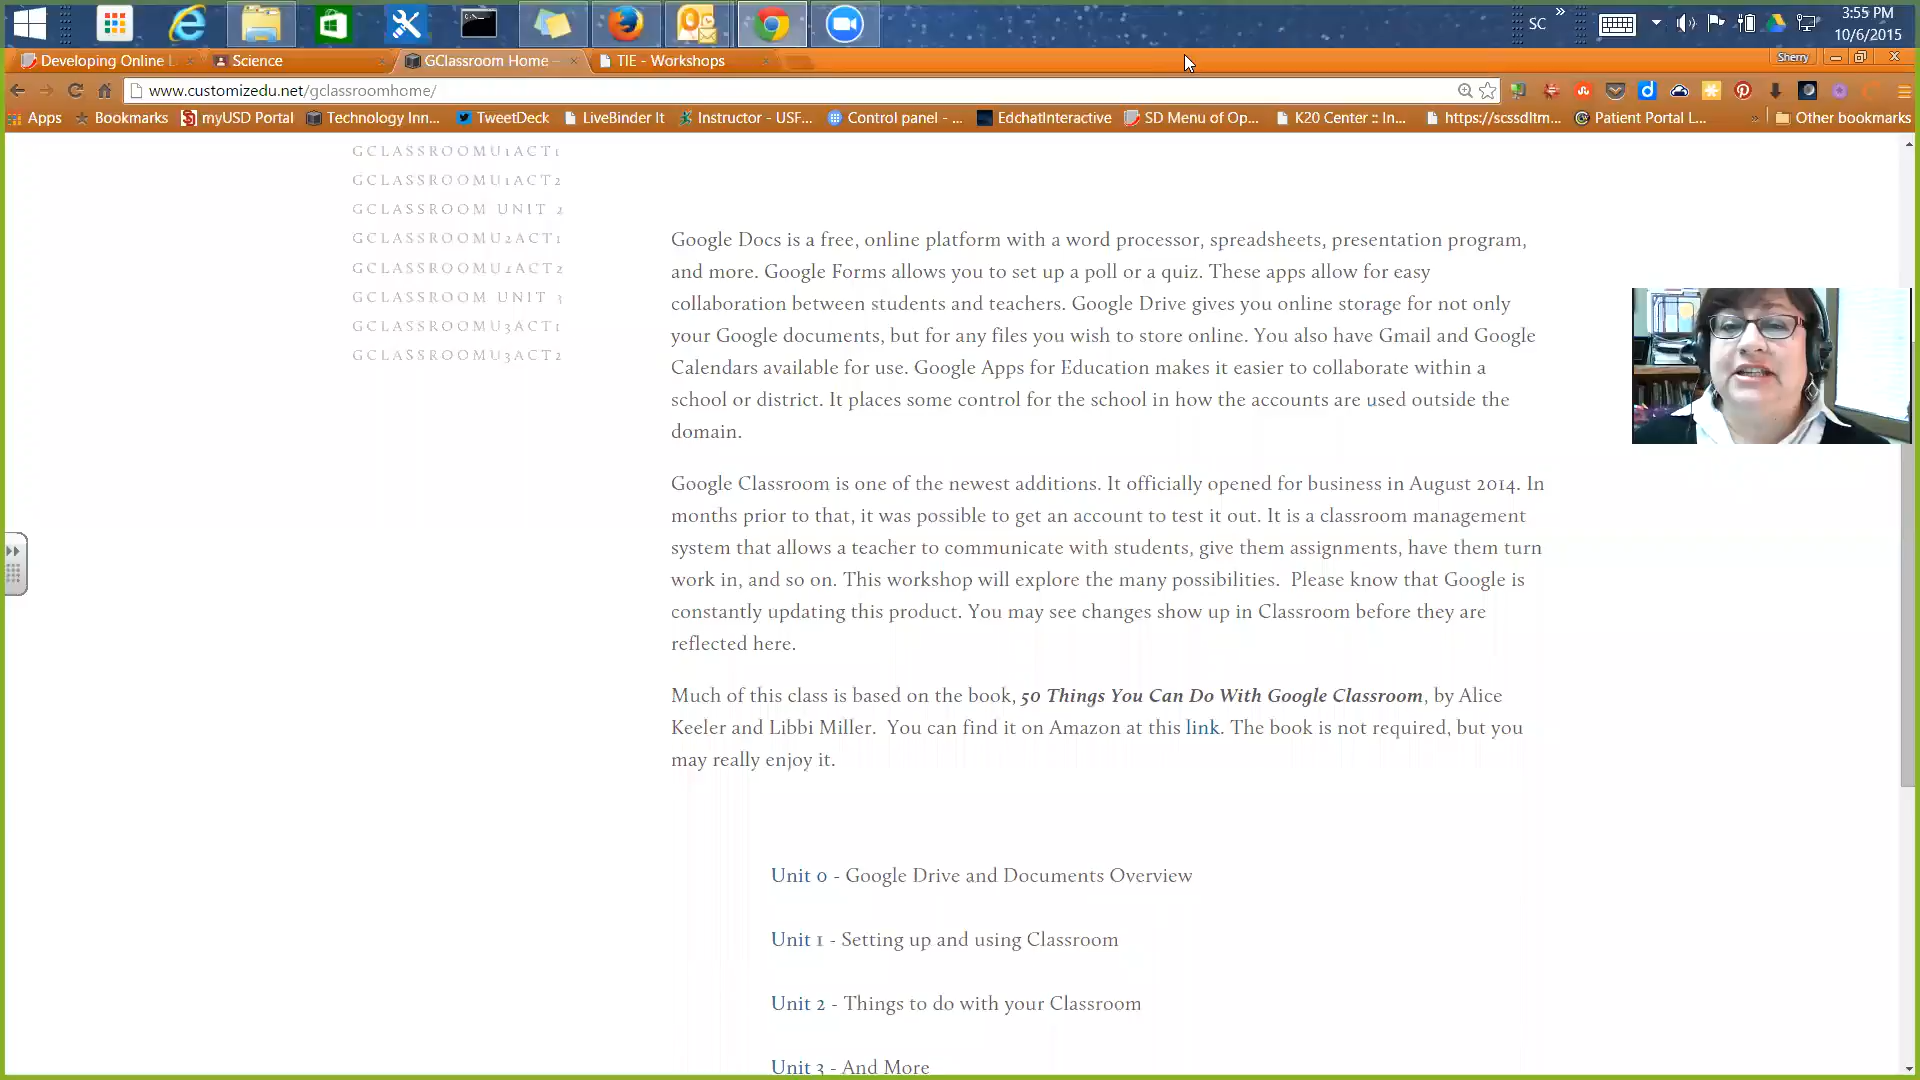 SC
»
3:55 PM
10/6/2015
Developing Online L
Science
GClassroom Home -
TIE - Workshops
Sherry
www.customizedu.net/gclassroomhome/
Apps
Bookmarks
myUSD Portal
Technology Inn...
TweetDeck
LiveBinder It
Instructor - USF...
Control panel - ...
EdchatInteractive
SD Menu of Op...
K20 Center :: In...
https://scssdltm...
Patient Portal L...
»
Other bookmarks
GCLASSROOMU1ACT1
GCLASSROOMU1ACT2
GCLASSROOM UNIT 2
GCLASSROOMU2ACT1
GCLASSROOMU2ACT2
GCLASSROOM UNIT 3
GCLASSROOMU3ACT1
GCLASSROOMU3ACT2
Google Docs is a free, online platform with a word processor, spreadsheets, presentation program,
and more. Google Forms allows you to set up a poll or a quiz. These apps allow for easy
collaboration between students and teachers. Google Drive gives you online storage for not only
your Google documents, but for any files you wish to store online. You also have Gmail and Google
Calendars available for use. Google Apps for Education makes it easier to collaborate within a
school or district. It places some control for the school in how the accounts are used outside the
domain.
Google Classroom is one of the newest additions. It officially opened for business in August 2014. In
months prior to that, it was possible to get an account to test it out. It is a classroom management
system that allows a teacher to communicate with students, give them assignments, have them turn
work in, and so on. This workshop will explore the many possibilities. Please know that Google is
constantly updating this product. You may see changes show up in Classroom before they are
reflected here.
Much of this class is based on the book, 50 Things You Can Do With Google Classroom, by Alice
Keeler and Libbi Miller. You can find it on Amazon at this link. The book is not required, but you
may really enjoy it.
Unit 0 - Google Drive and Documents Overview
Unit 1 - Setting up and using Classroom
Unit 2 - Things to do with your Classroom
Unit 3 - And More